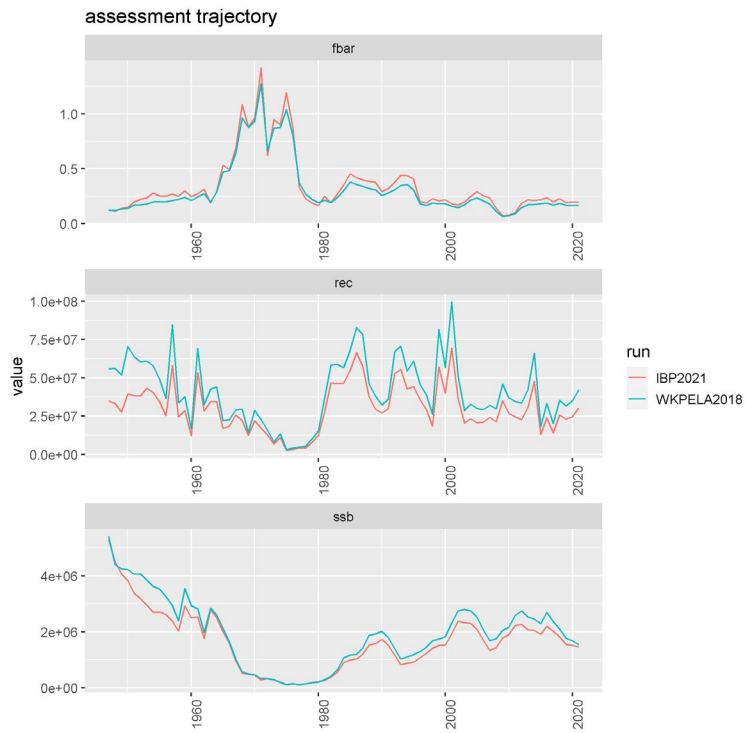 assessment trajectory
fbar
1.0
0.5
0.0
1960
1980
2000
2020
rec
1.0e+08
7.5e+07
5.0e+07
2.5e+07
0.0e+00
1960
1980
2000
2020
value
run
IBP2021
WKPELA2018
ssb
4e+06
2e+06
0e+00
1960
1980
2000
2020